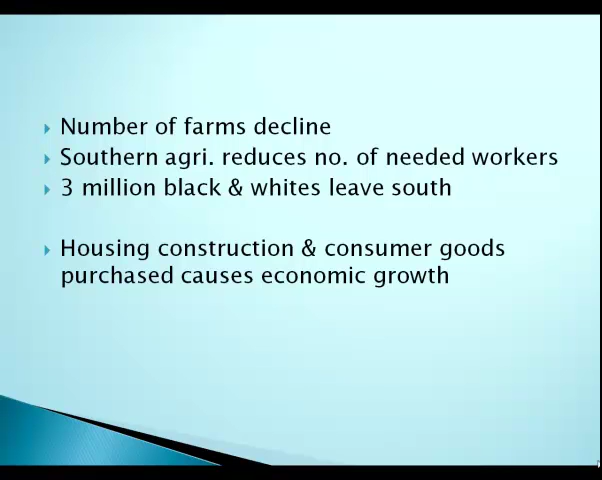 Number of farms decline
Southern agri. reduces no. of needed workers
3 million black & whites leave south
Housing construction & consumer goods
purchased causes economic growth